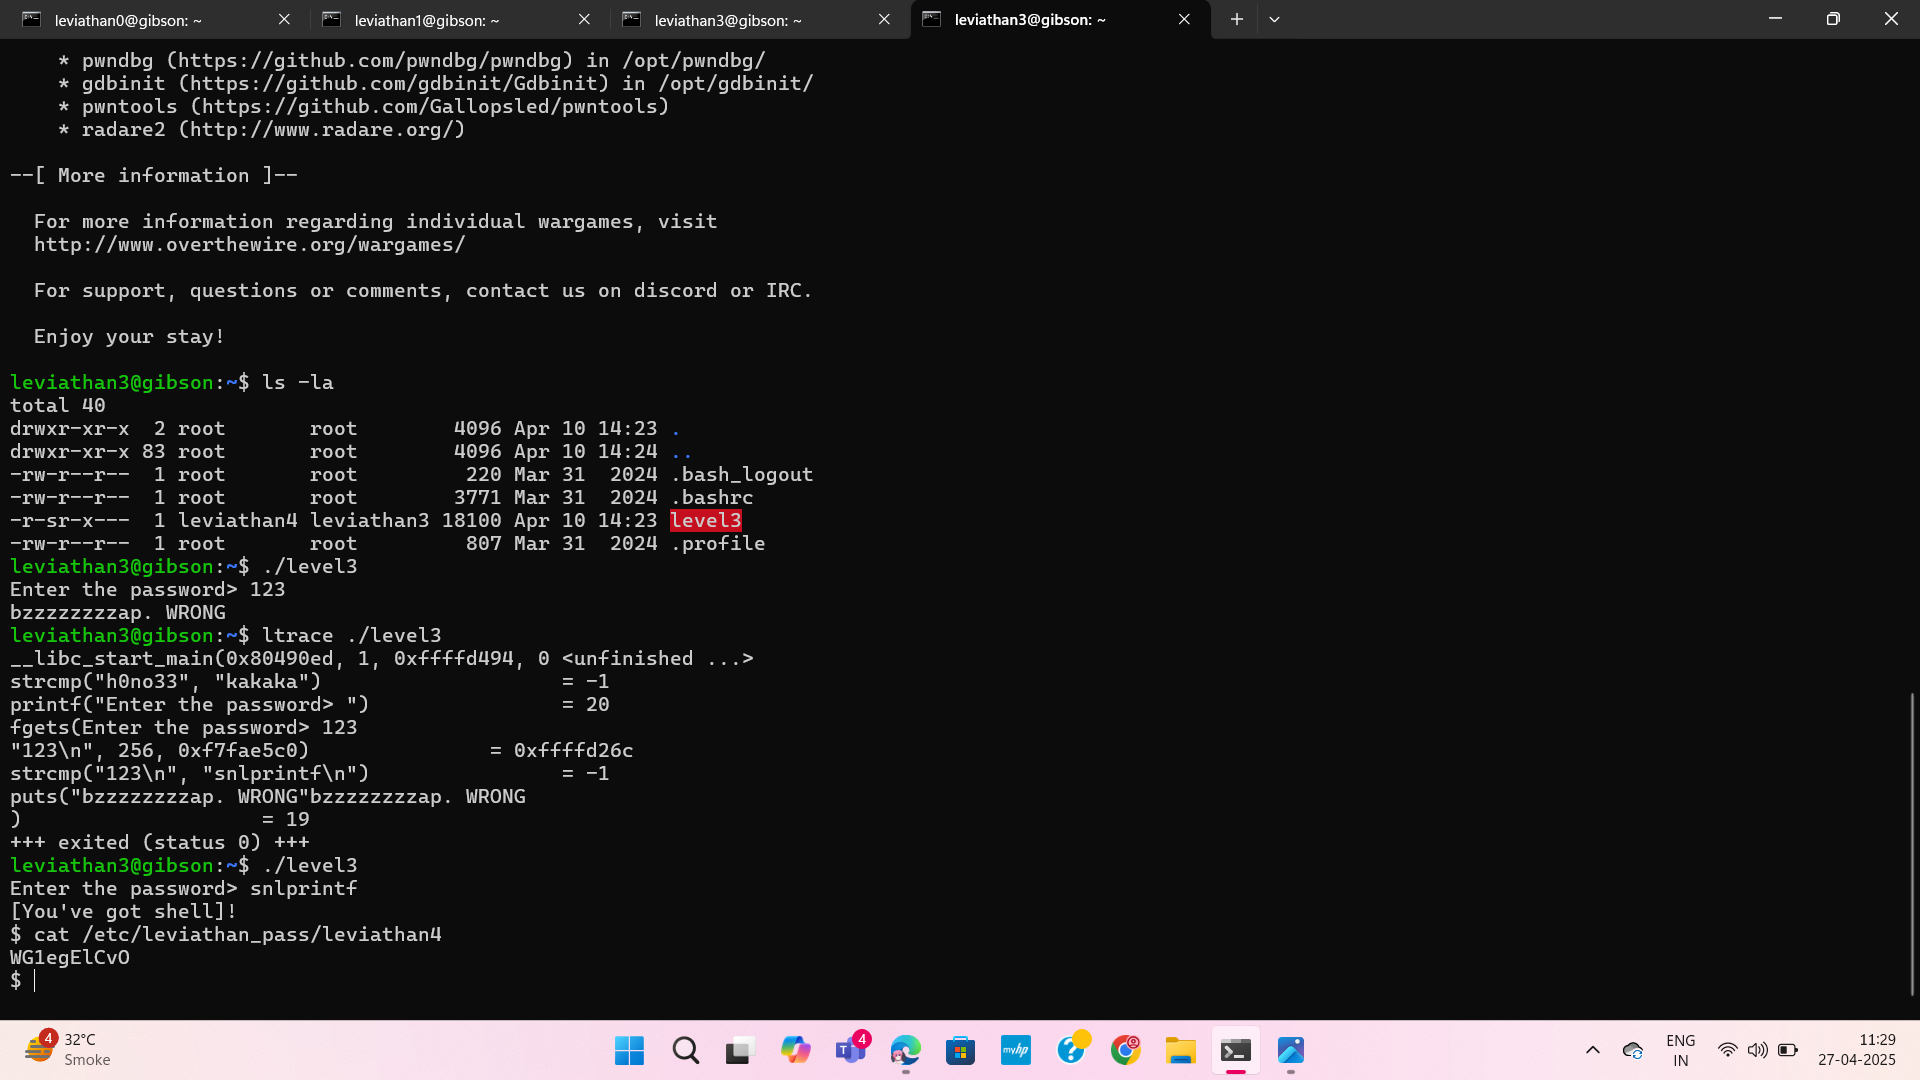 leviathan0@gibson: ~
leviathan1@gibson: ~
leviathan3@gibson: ~
leviathan3@gibson: ~
* pwndbg (https://github.com/pwndbg/pwndbg) in /opt/pwndbg/
* gdbinit (https://github.com/gdbinit/Gdbinit) in /opt/gdbinit/
* pwntools (https://github.com/Gallopsled/pwntools)
* radare2 (http://www.radare.org/)
--[ More information ]--
For more information regarding individual wargames, visit
http://www.overthewire.org/wargames/
For support, questions or comments, contact us on discord or IRC.
Enjoy your stay!
leviathan3@gibson:~$ ls -la
total 40
drwxr-xr-x  2 root       root        4096 Apr 10 14:23 .
drwxr-xr-x 83 root       root        4096 Apr 10 14:24 ..
-rw-r--r--  1 root       root         220 Mar 31  2024 .bash_logout
-rw-r--r--  1 root       root        3771 Mar 31  2024 .bashrc
-r-sr-x---  1 leviathan4 leviathan3 18100 Apr 10 14:23 level3
-rw-r--r--  1 root       root         807 Mar 31  2024 .profile
leviathan3@gibson:~$ ./level3
Enter the password> 123
bzzzzzzzzap. WRONG
leviathan3@gibson:~$ ltrace ./level3
__libc_start_main(0x80490ed, 1, 0xffffd494, 0 <unfinished ...>
strcmp("h0no33", "kakaka")                    = -1
printf("Enter the password> ")                = 20
fgets(Enter the password> 123
"123\n", 256, 0xf7fae5c0)               = 0xffffd26c
strcmp("123\n", "snlprintf\n")                = -1
puts("bzzzzzzzzap. WRONG"bzzzzzzzzap. WRONG
)                    = 19
+++ exited (status 0) +++
leviathan3@gibson:~$ ./level3
Enter the password> snlprintf
[You've got shell]!
$ cat /etc/leviathan_pass/leviathan4
WG1egElCvO
$
4
32°C
Smoke
4
myhp
ENG
IN
11:29
27-04-2025